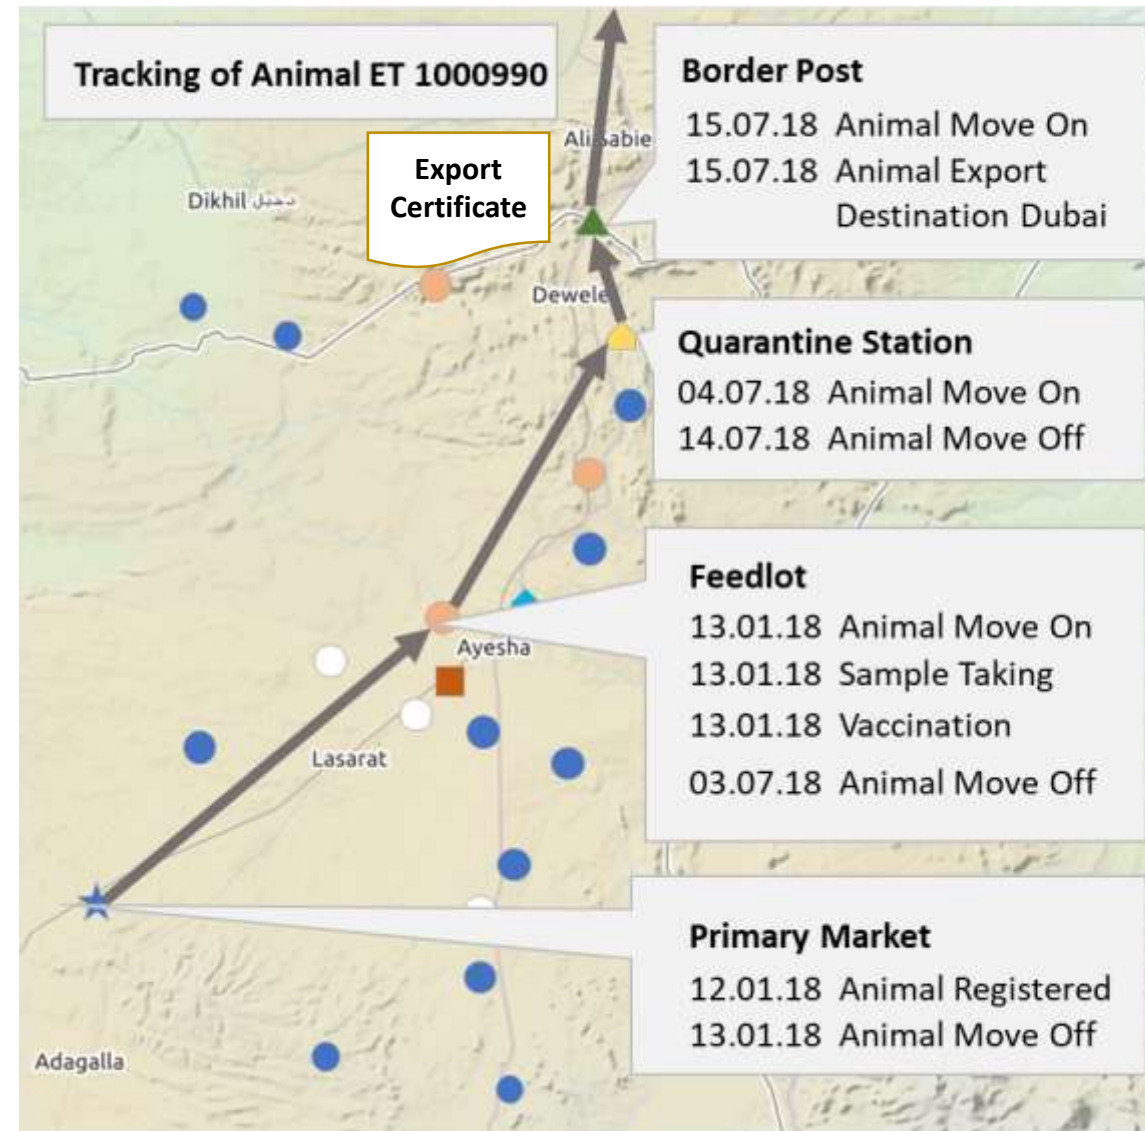 Tracking of Animal ET 1000990
Export
Certificate
Border Post
15.07.18 Animal Move On
15.07.18 Animal Export
Destination Dubai
Ali Sabie
Dikhil دخيل
Dewele
Quarantine Station
04.07.18 Animal Move On
14.07.18 Animal Move Off
Feedlot
13.01.18 Animal Move On
13.01.18 Sample Taking
13.01.18 Vaccination
03.07.18 Animal Move Off
Ayesha
Lasarat
Primary Market
12.01.18 Animal Registered
13.01.18 Animal Move Off
Adagalla